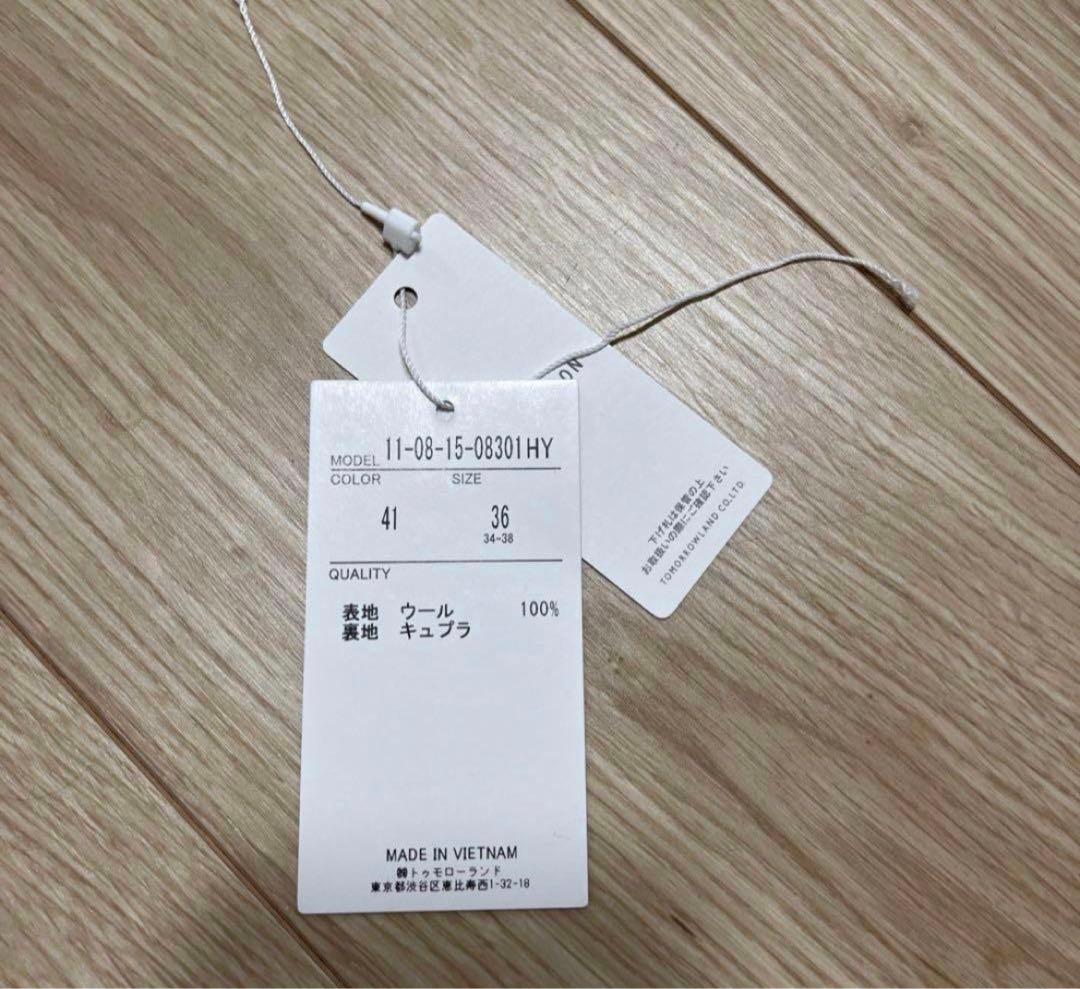 MODEL 11-08-15-08301HY
COLOR SIZE
41 36
34-38
QUALITY
表地 ウール 100%
裏地 キュプラ
MADE IN VIETNAM
㈱トゥモローランド
東京都渋谷区恵比寿西1-32-18
ON
下げ札は保管の上
お取扱いの際にご確認下さい
TOMORROWLAND CO.,LTD.